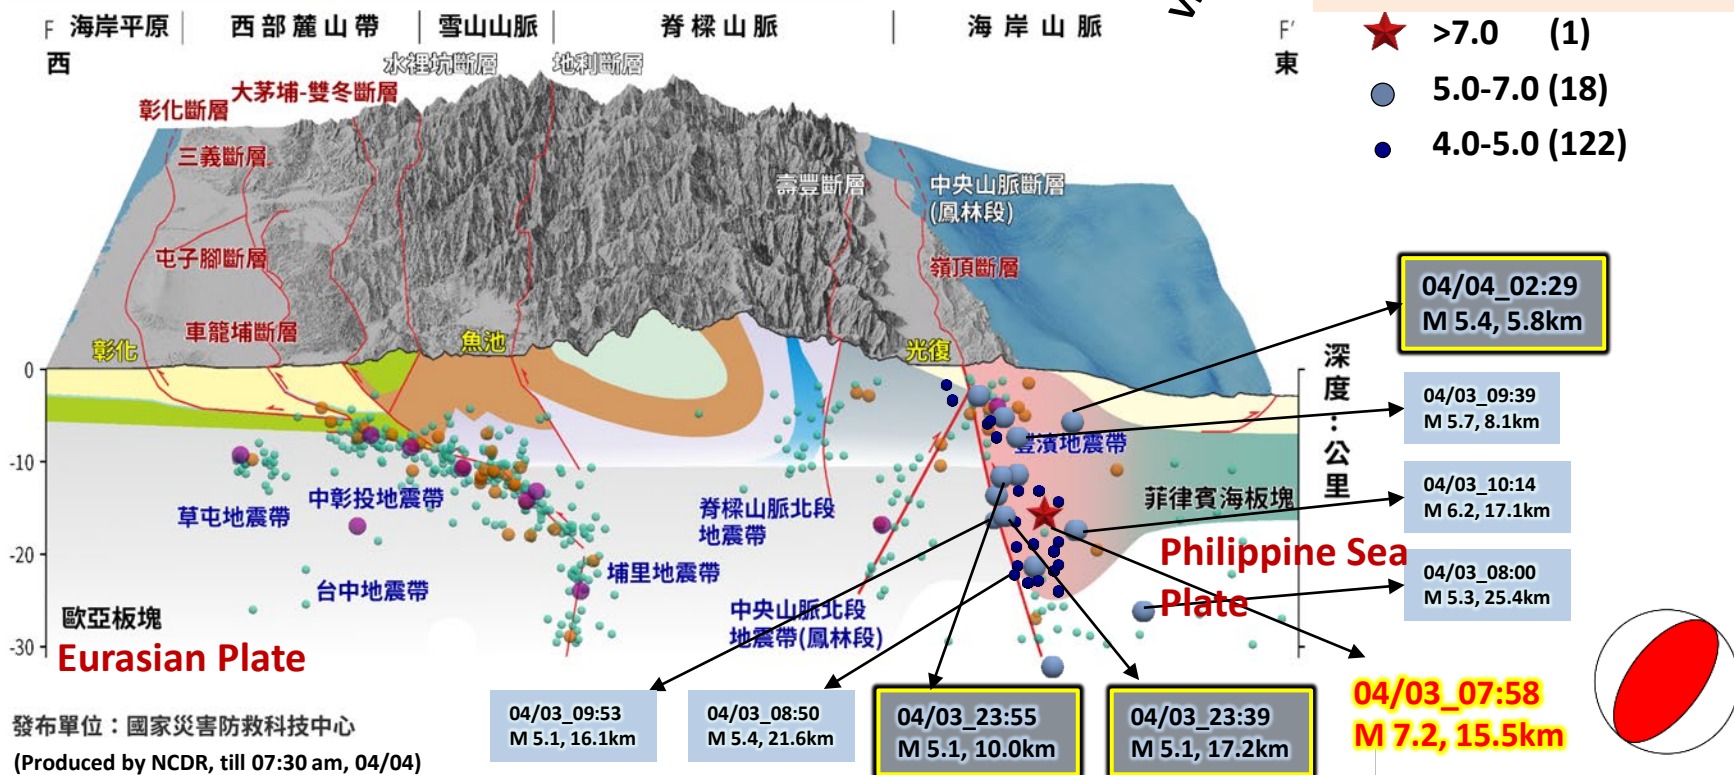 F 海岸平原
西部麓山帶
雪山山脈
脊樑山脈
海岸山脈
F'
西
東
>7.0 (1)
5.0-7.0 (18)
4.0-5.0 (122)
水裡坑斷層
地利斷層
大茅埔-雙冬斷層
彰化斷層
三義斷層
屯子腳斷層
車籠埔斷層
壽豐斷層
中央山脈斷層
(鳳林段)
嶺頂斷層
彰化
魚池
光復
0
-10
-20
-30
深度：公里
草屯地震帶
中彰投地震帶
台中地震帶
埔里地震帶
脊樑山脈北段
地震帶
中央山脈北段
地震帶(鳳林段)
豐濱地震帶
菲律賓海板塊
Philippine Sea
Plate
歐亞板塊
Eurasian Plate
04/04_02:29
M 5.4, 5.8km
04/03_09:39
M 5.7, 8.1km
04/03_10:14
M 6.2, 17.1km
04/03_08:00
M 5.3, 25.4km
04/03_07:58
M 7.2, 15.5km
04/03_09:53
M 5.1, 16.1km
04/03_08:50
M 5.4, 21.6km
04/03_23:55
M 5.1, 10.0km
04/03_23:39
M 5.1, 17.2km
發布單位：國家災害防救科技中心
(Produced by NCDR, till 07:30 am, 04/04)